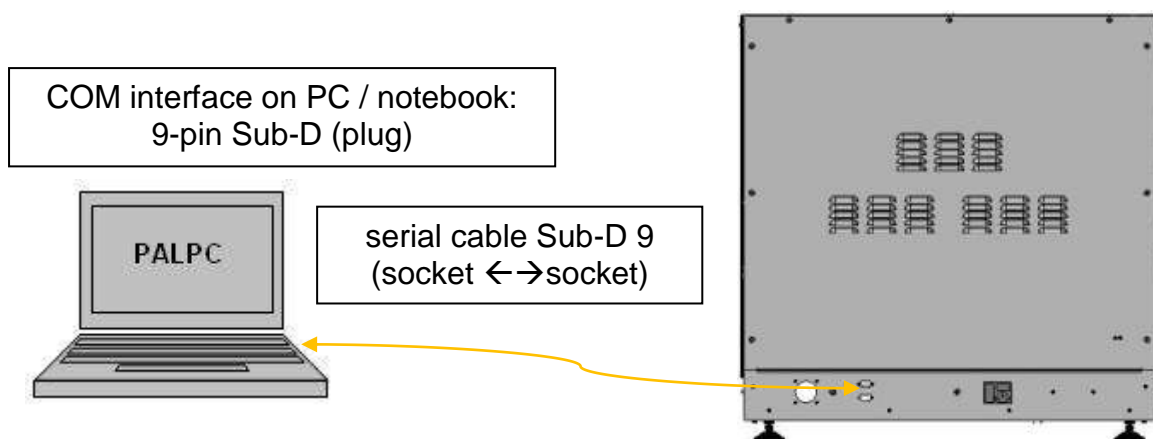 COM interface on PC / notebook:
9-pin Sub-D (plug)
PALPC
serial cable Sub-D 9
(socket ←→socket)